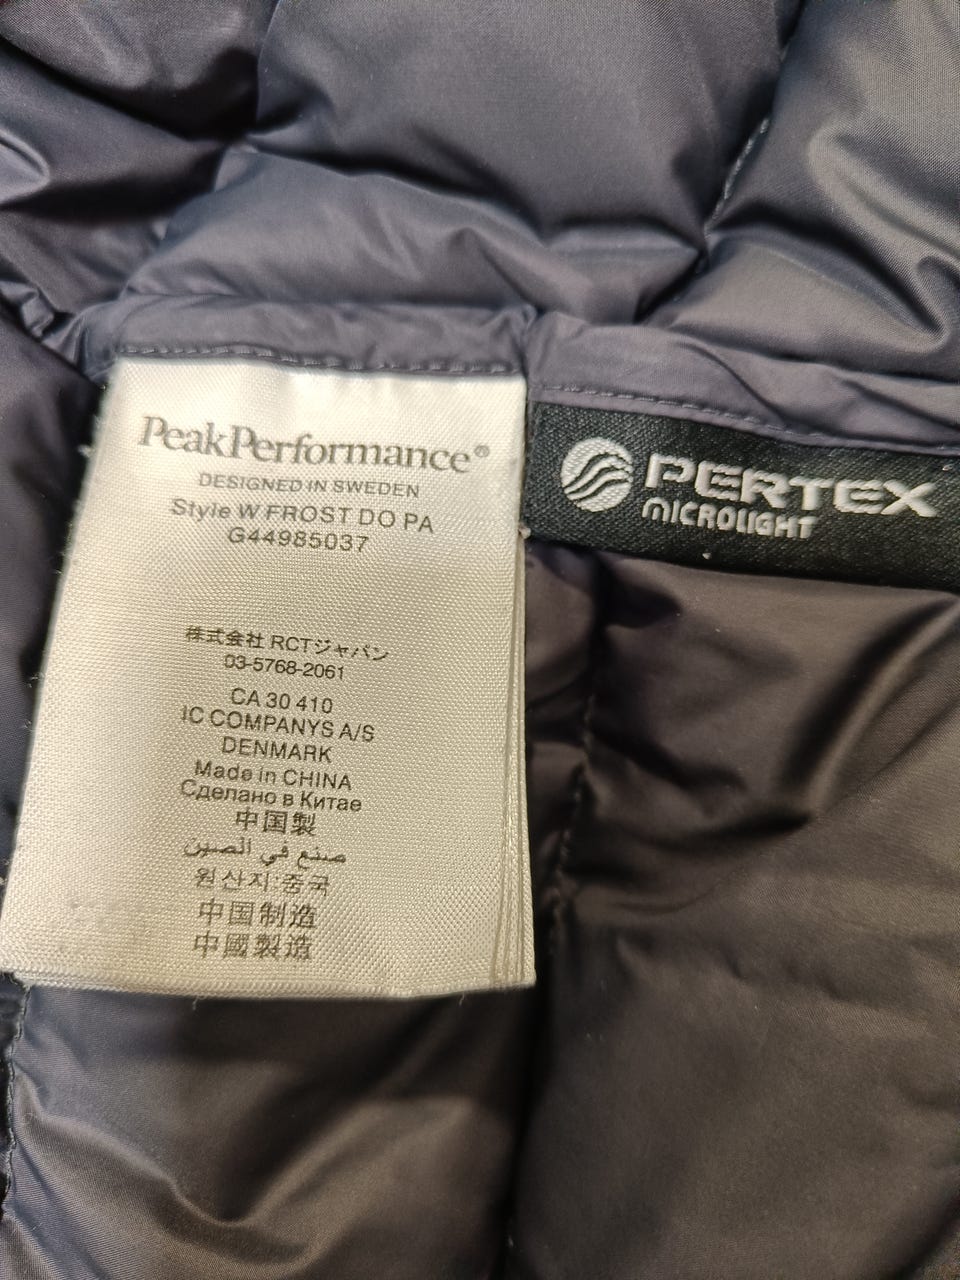 PeakPerformance®
DESIGNED IN SWEDEN
Style W FROST DO PA
G44985037
株式会社 RCTジャパン
03-5768-2061
CA 30 410
IC COMPANYS A/S
DENMARK
Made in CHINA
Сделано в Китае
中国製
صنع في الصين
원산지:중국
中国制造
中國製造
PERTEX
MICROLIGHT